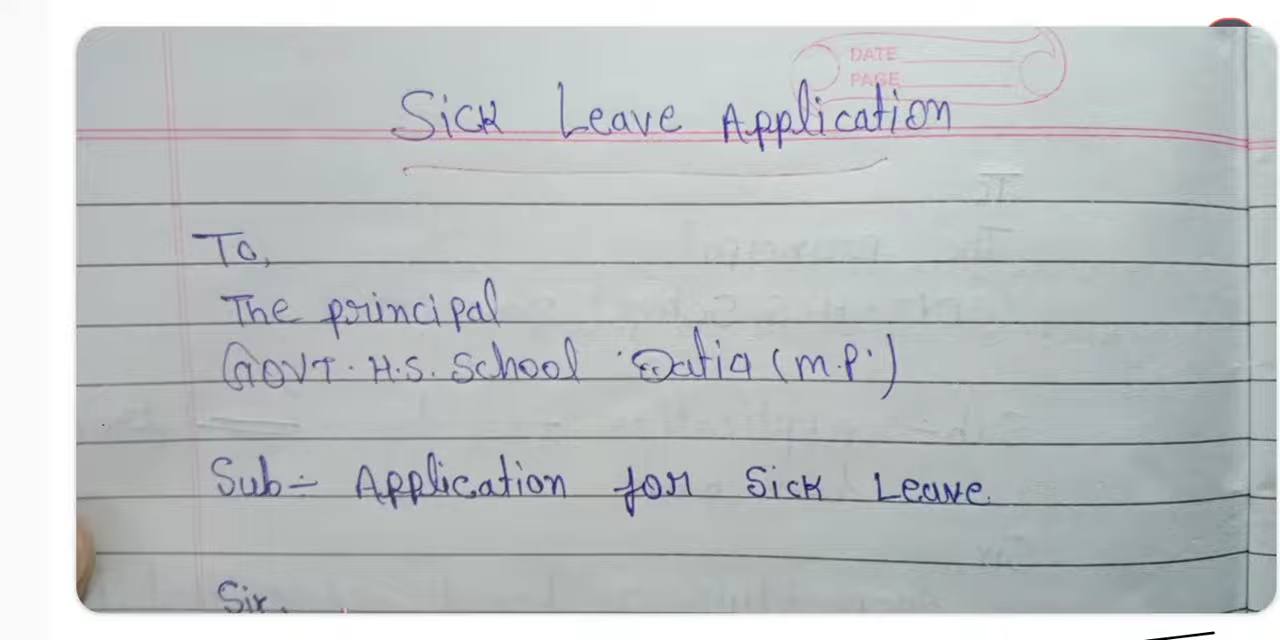 DATE
PAGE
Sick Leave Application
To,
The principal
GOVT. H.S. School Datia (M.P.)
Sub:- Application for Sick Leave
Sir,